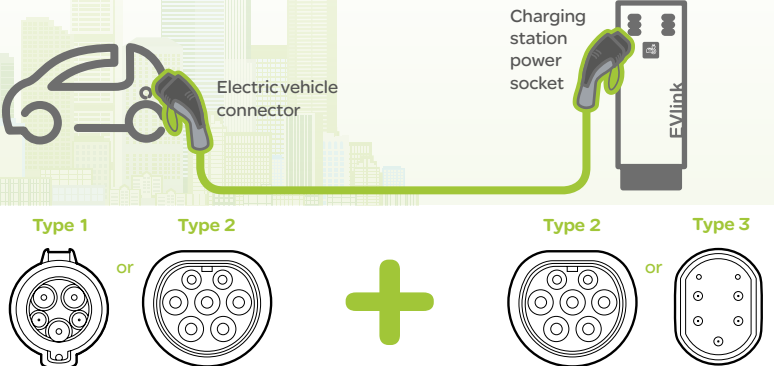 Charging
station
power
socket
Electric vehicle
connector
EVlink
Type 1
Type 2
Type 2
Type 3
or
or